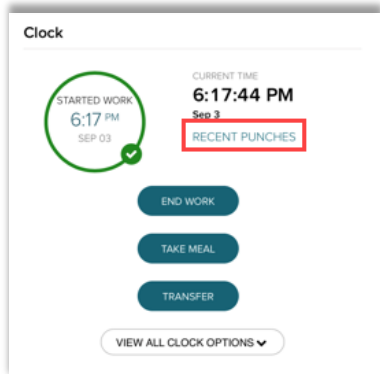 Clock
STARTED WORK
6:17 PM
SEP 03
CURRENT TIME
6:17:44 PM
Sep 3
RECENT PUNCHES
END WORK
TAKE MEAL
TRANSFER
VIEW ALL CLOCK OPTIONS